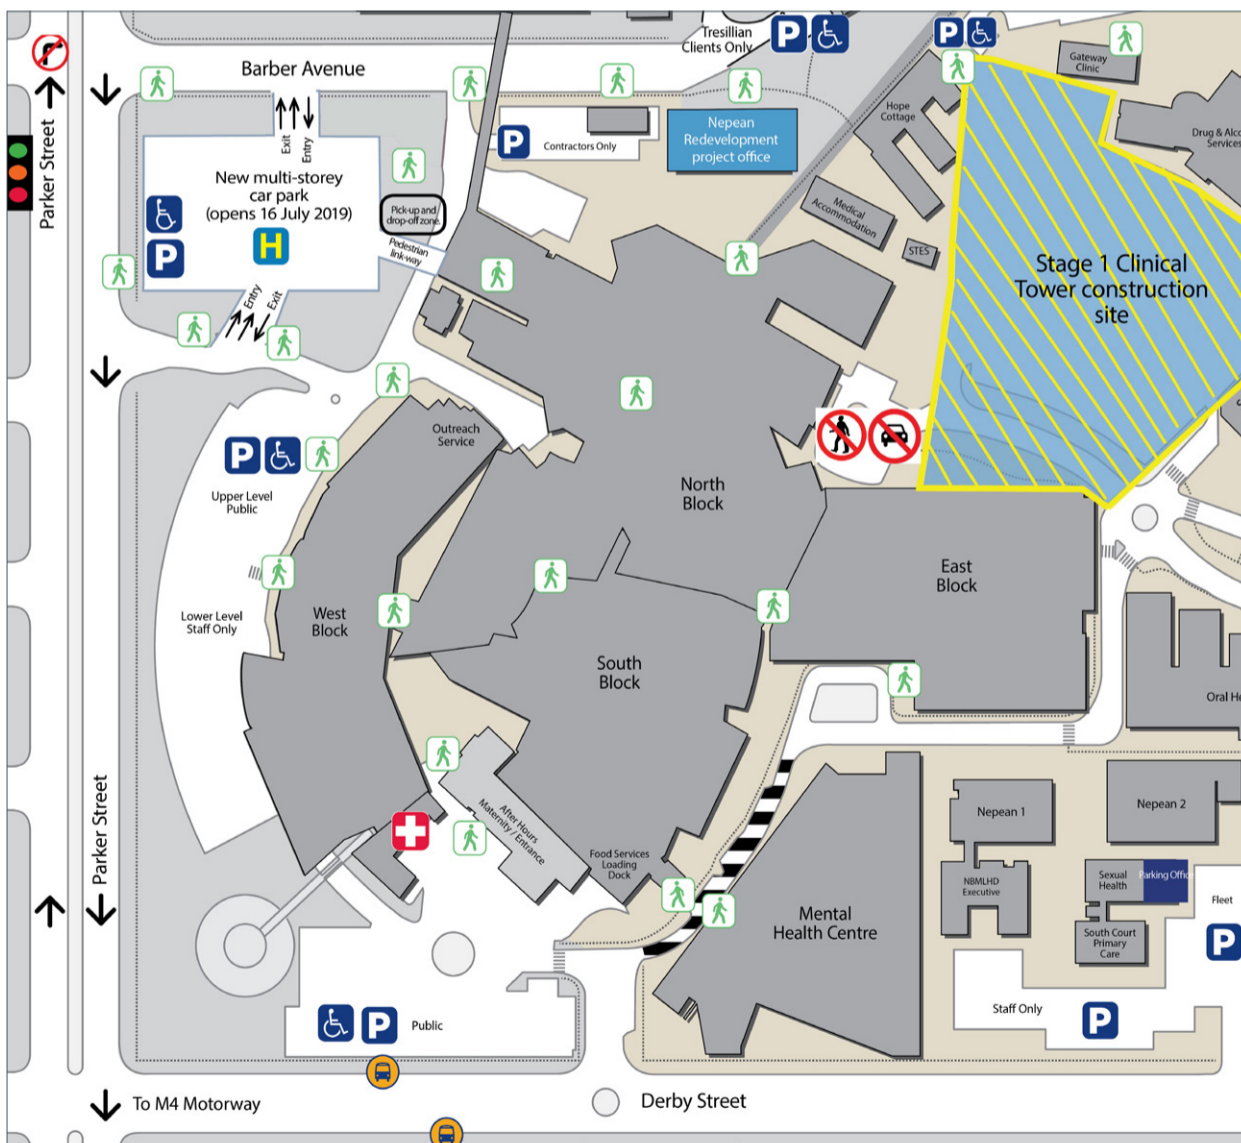 Tresillian
Clients Only
P
P
Barber Avenue
Gateway
Clinic
Parker Street
Exit
Entry
P
Contractors Only
Nepean
Redevelopment
project office
Hope
Cottage
New multi-storey
car park
(opens 16 July 2019)
H
P
Pick-up and
drop-off zone.
Pedestrian
link-way
Medical
Accommodation
STES
Stage 1 Clinical
Tower construction
site
Entry
Exit
Outreach
Service
P
Upper Level
Public
North
Block
East
Block
Lower Level
Staff Only
West
Block
South
Block
Parker Street
After Hours
Maternity / Entrance
Food Services
Loading
Dock
Nepean 1
Nepean 2
NBMLHD
Executive
Sexual
Health
Parking Office
South Court
Primary
Care
Fleet
P
Mental
Health Centre
Staff Only
P
P
Public
To M4 Motorway
Derby Street